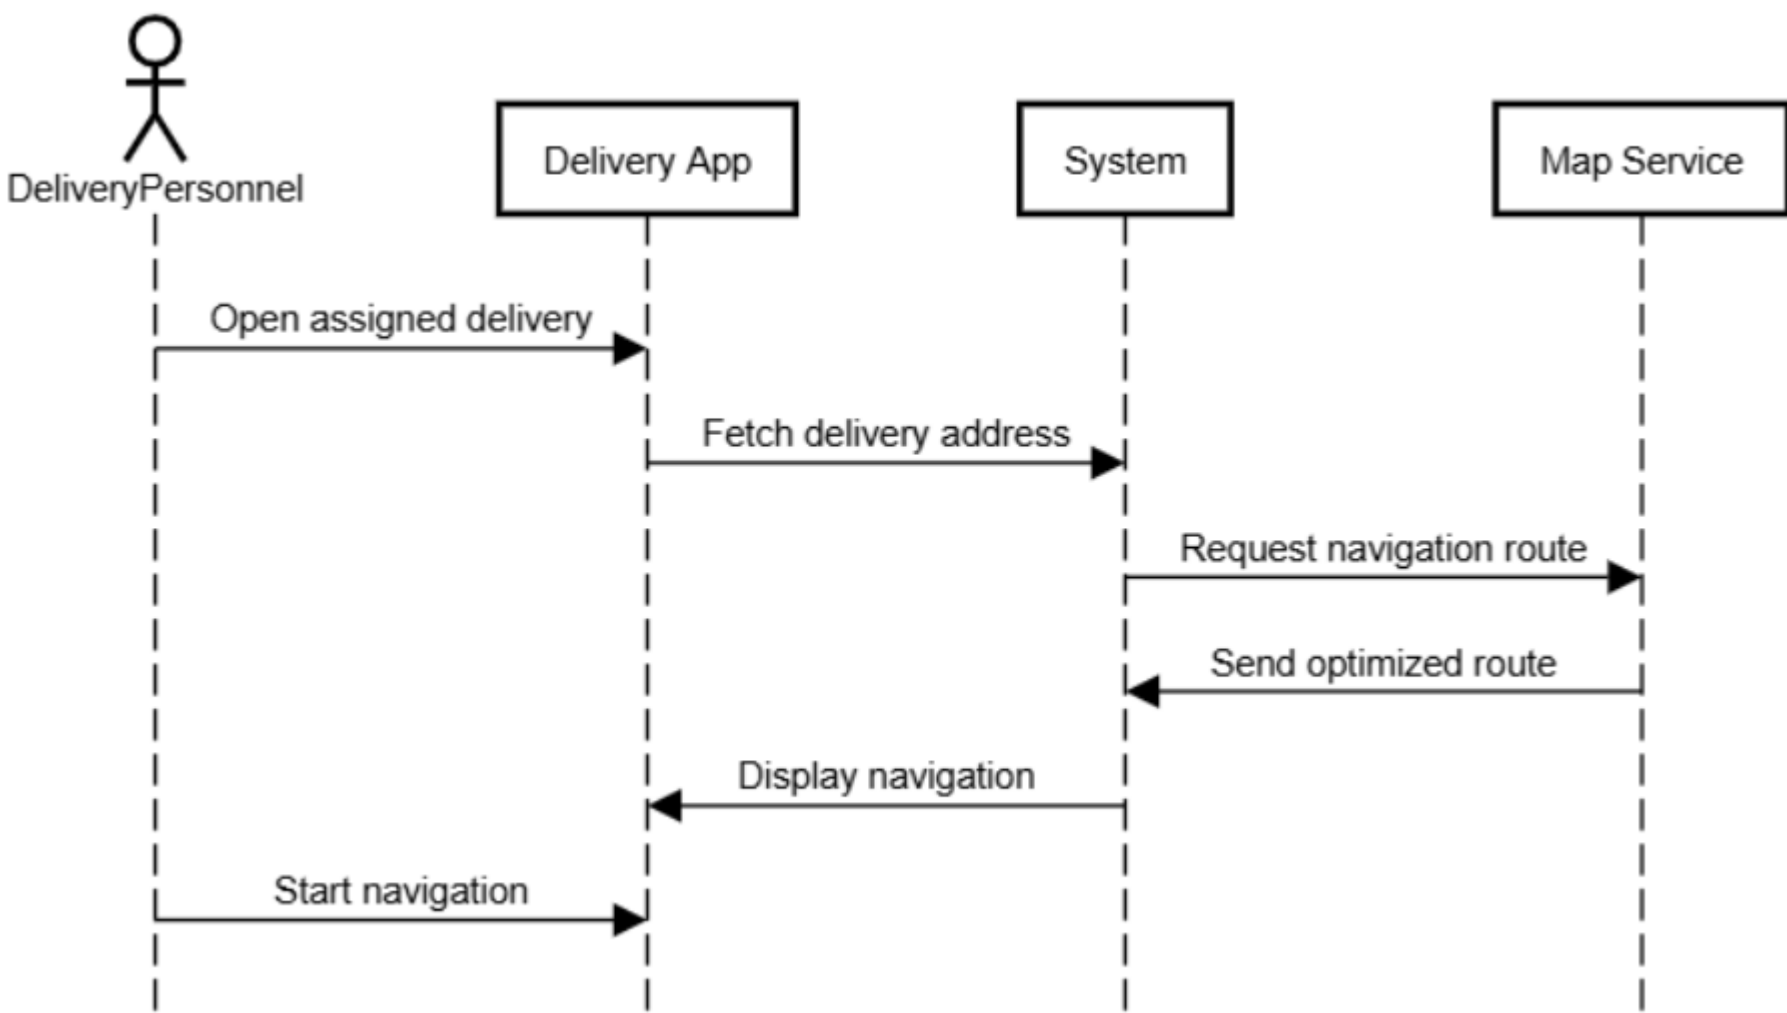 DeliveryPersonnel
Delivery App
System
Map Service
Open assigned delivery
Fetch delivery address
Request navigation route
Send optimized route
Display navigation
Start navigation